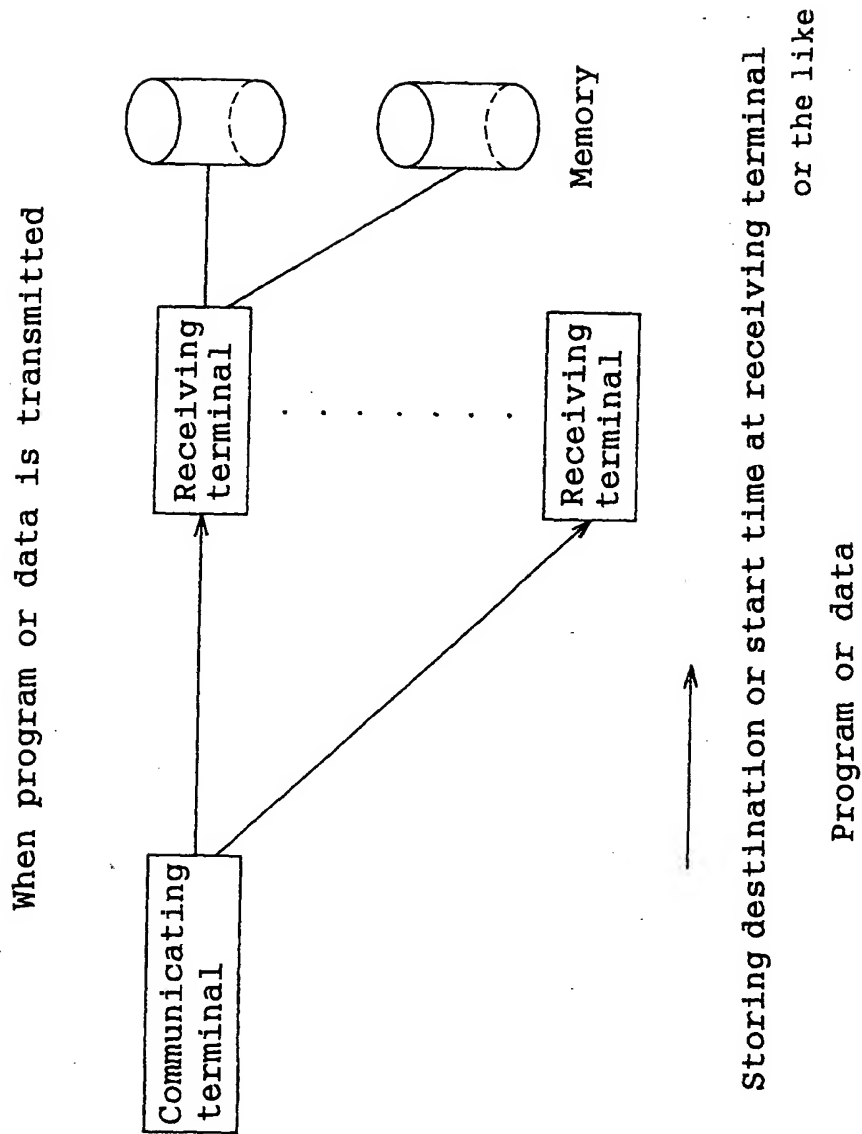 When program or data is transmitted
Communicating
terminal
Receiving
terminal
Receiving
terminal
Memory
Storing destination or start time at receiving terminal
or the like
Program or data